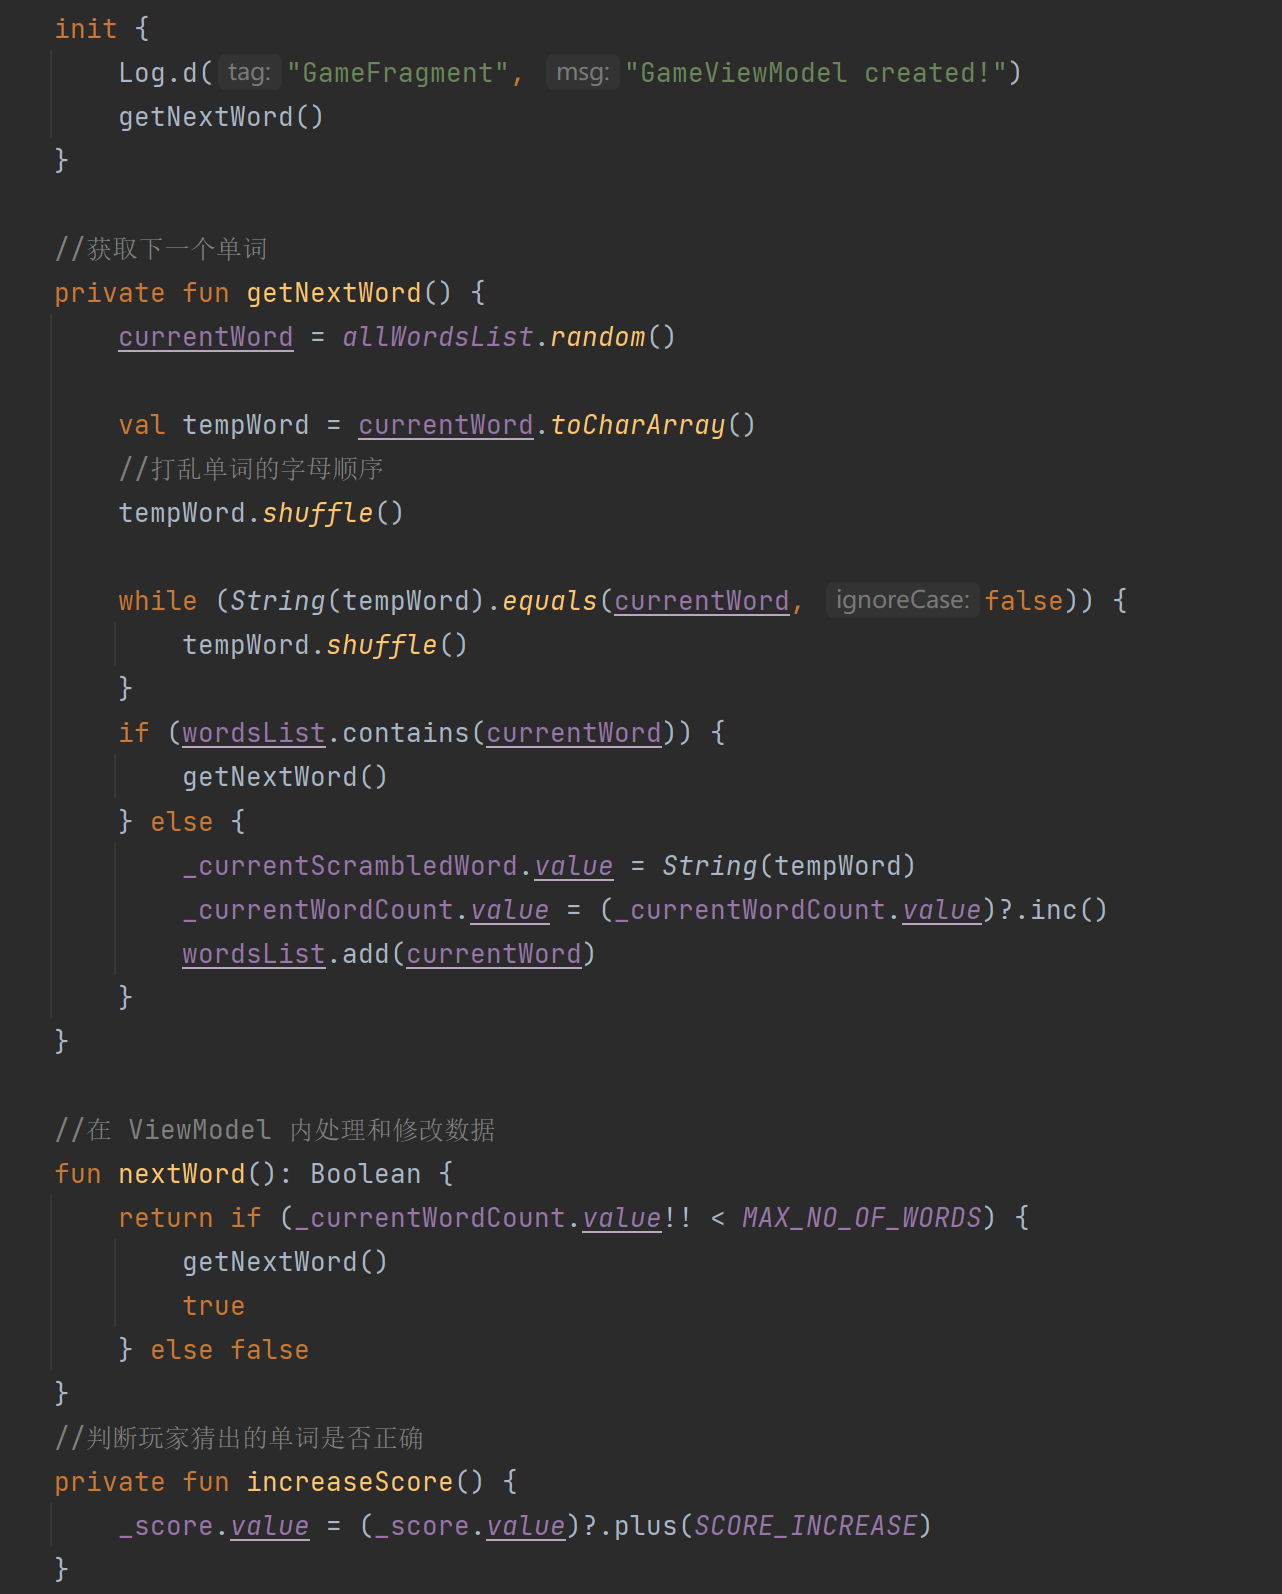 init {
    Log.d( tag: "GameFragment",  msg: "GameViewModel created!")
    getNextWord()
}
//获取下一个单词
private fun getNextWord() {
    currentWord = allWordsList.random()
    val tempWord = currentWord.toCharArray()
    //打乱单词的字母顺序
    tempWord.shuffle()
    while (String(tempWord).equals(currentWord,  ignoreCase: false)) {
        tempWord.shuffle()
    }
    if (wordsList.contains(currentWord)) {
        getNextWord()
    } else {
        _currentScrambledWord.value = String(tempWord)
        _currentWordCount.value = (_currentWordCount.value)?.inc()
        wordsList.add(currentWord)
    }
}
//在 ViewModel 内处理和修改数据
fun nextWord(): Boolean {
    return if (_currentWordCount.value!! < MAX_NO_OF_WORDS) {
        getNextWord()
        true
    } else false
}
//判断玩家猜出的单词是否正确
private fun increaseScore() {
    _score.value = (_score.value)?.plus(SCORE_INCREASE)
}